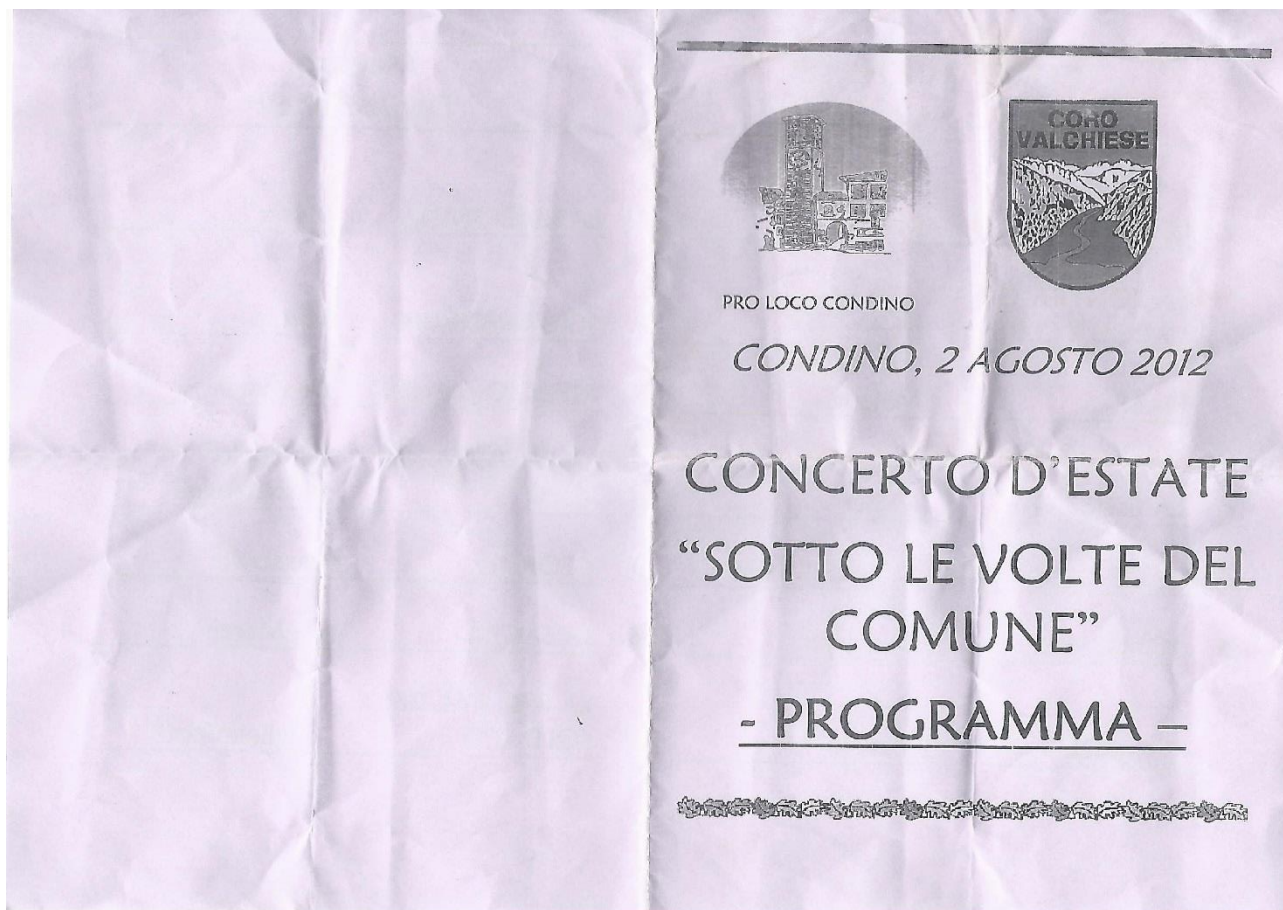 CORO
VALCHIESE
PRO LOCO CONDINO
CONDINO, 2 AGOSTO 2012
CONCERTO D'ESTATE
“SOTTO LE VOLTE DEL
COMUNE”
- PROGRAMMA –